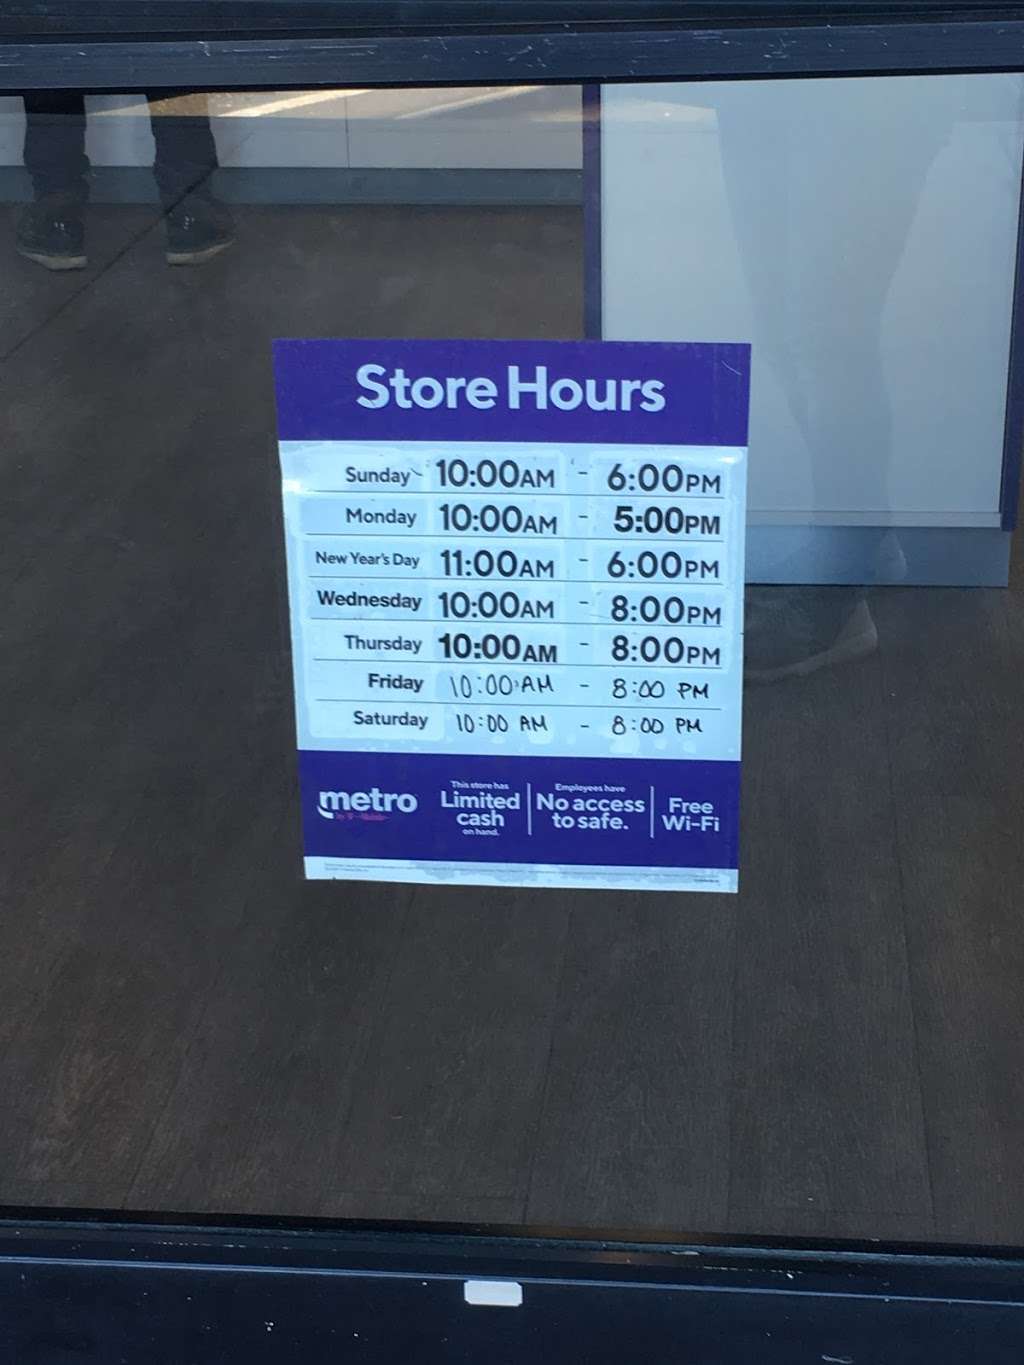 Store Hours
Sunday 10:00AM - 6:00PM
Monday 10:00AM - 5:00PM
New Year's Day 11:00AM - 6:00PM
Wednesday 10:00AM - 8:00PM
Thursday 10:00AM - 8:00PM
Friday 10:00 AM - 8:00 PM
Saturday 10:00 AM - 8:00 PM
metro
by T-Mobile
This store has
Limited
cash
on hand.
Employees have
No access
to safe.
Free
Wi-Fi